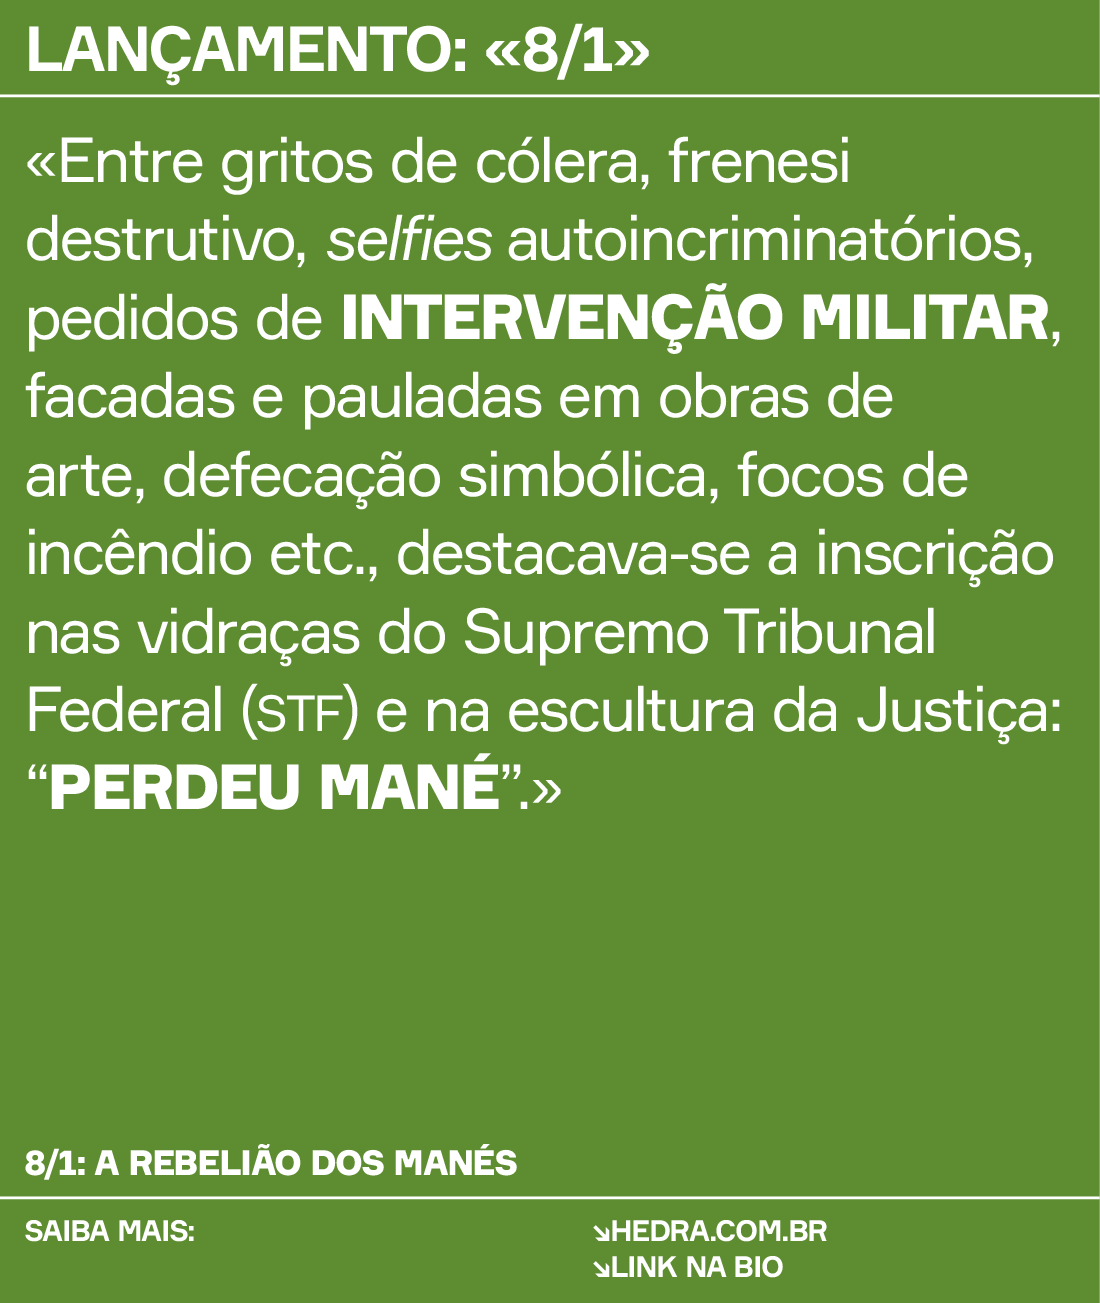 LANÇAMENTO: «8/1»
«Entre gritos de cólera, frenesi
destrutivo, selfies autoincriminatórios,
pedidos de INTERVENÇÃO MILITAR,
facadas e pauladas em obras de
arte, defecação simbólica, focos de
incêndio etc., destacava-se a inscrição
nas vidraças do Supremo Tribunal
Federal (STF) e na escultura da Justiça:
“PERDEU MANÉ”.»
8/1: A REBELIÃO DOS MANÉS
SAIBA MAIS:
↘HEDRA.COM.BR
↘LINK NA BIO